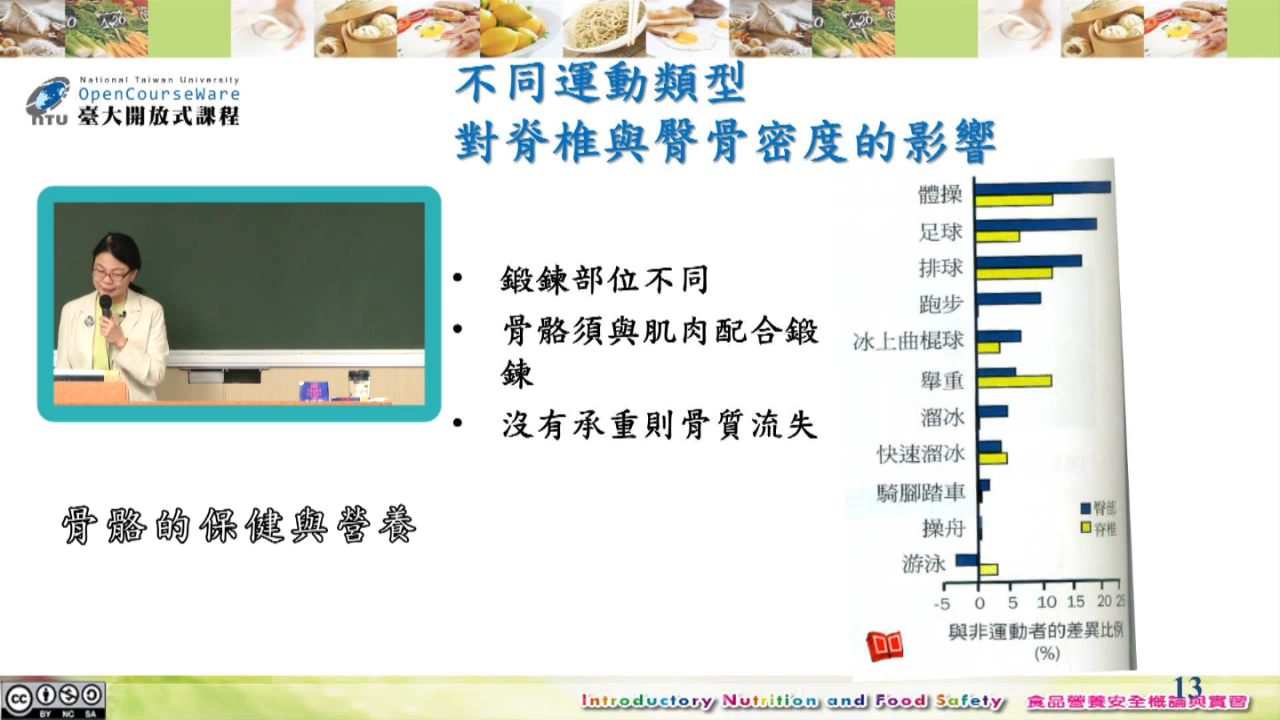 National Taiwan University
OpenCourseWare
NTU 臺大開放式課程
不同運動類型
對脊椎與臀骨密度的影響
• 鍛鍊部位不同
• 骨骼須與肌肉配合鍛
鍊
• 沒有承重則骨質流失
骨骼的保健與營養
體操
足球
排球
跑步
冰上曲棍球
舉重
溜冰
快速溜冰
騎腳踏車
操舟
游泳
臀部
脊椎
-5 0 5 10 15 20 25
與非運動者的差異比例
(%)
13
cc BY NC SA
Introductory Nutrition and Food Safety 食品營養安全概論與實習